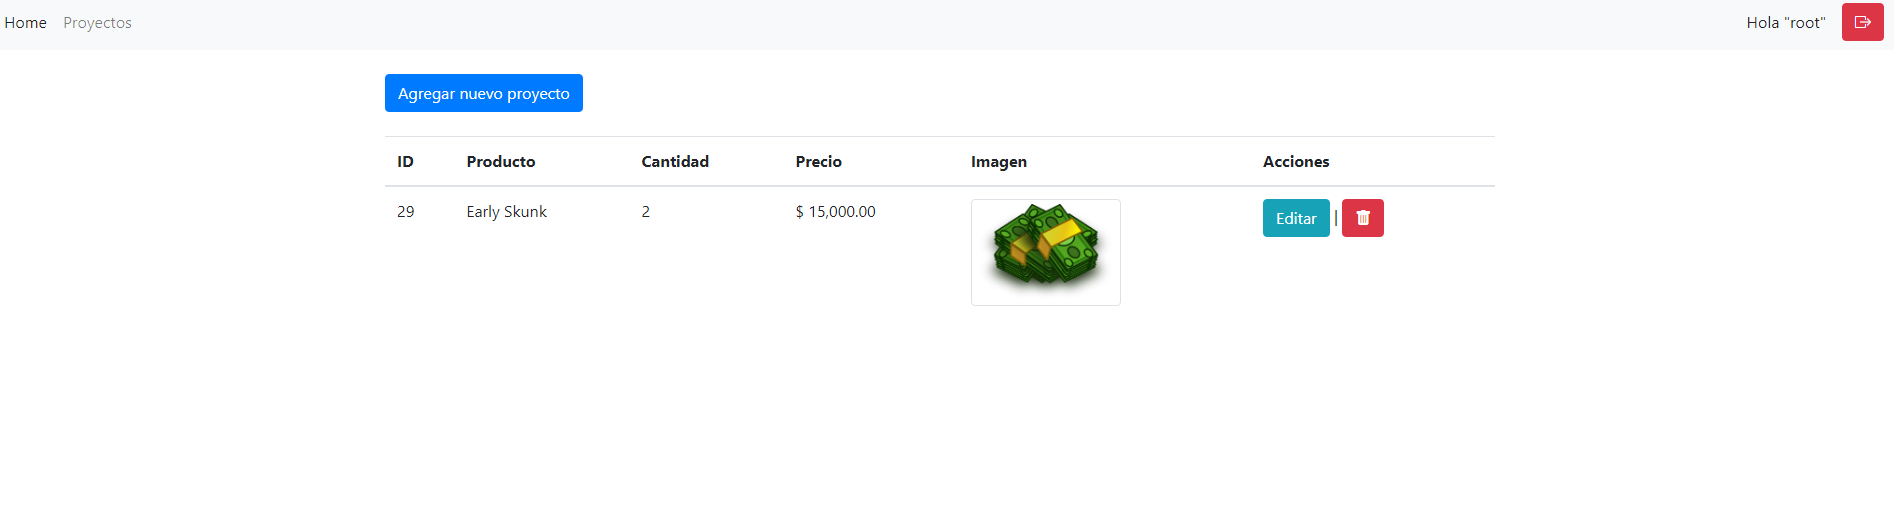 Home Proyectos Hola "root"
Agregar nuevo proyecto
ID Producto Cantidad Precio Imagen Acciones
29 Early Skunk 2 $ 15,000.00 Editar |